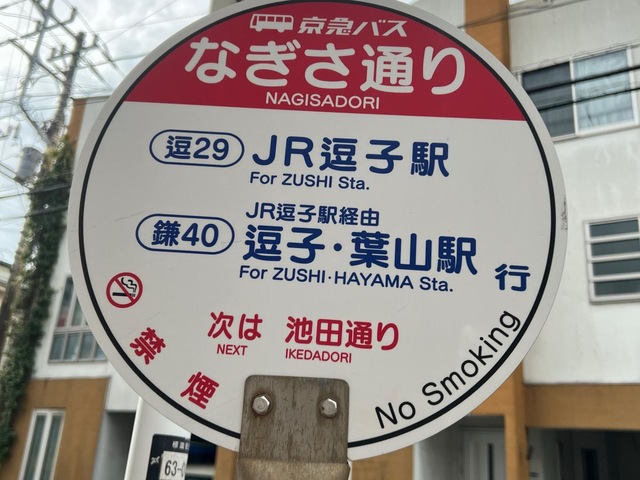 京急バス
なぎさ通り
NAGISADORI
逗29 JR逗子駅
For ZUSHI Sta.
JR逗子駅経由
鎌40 逗子・葉山駅 行
For ZUSHI·HAYAMA Sta.
次は 池田通り
NEXT IKEDADORI
禁煙
No Smoking
63